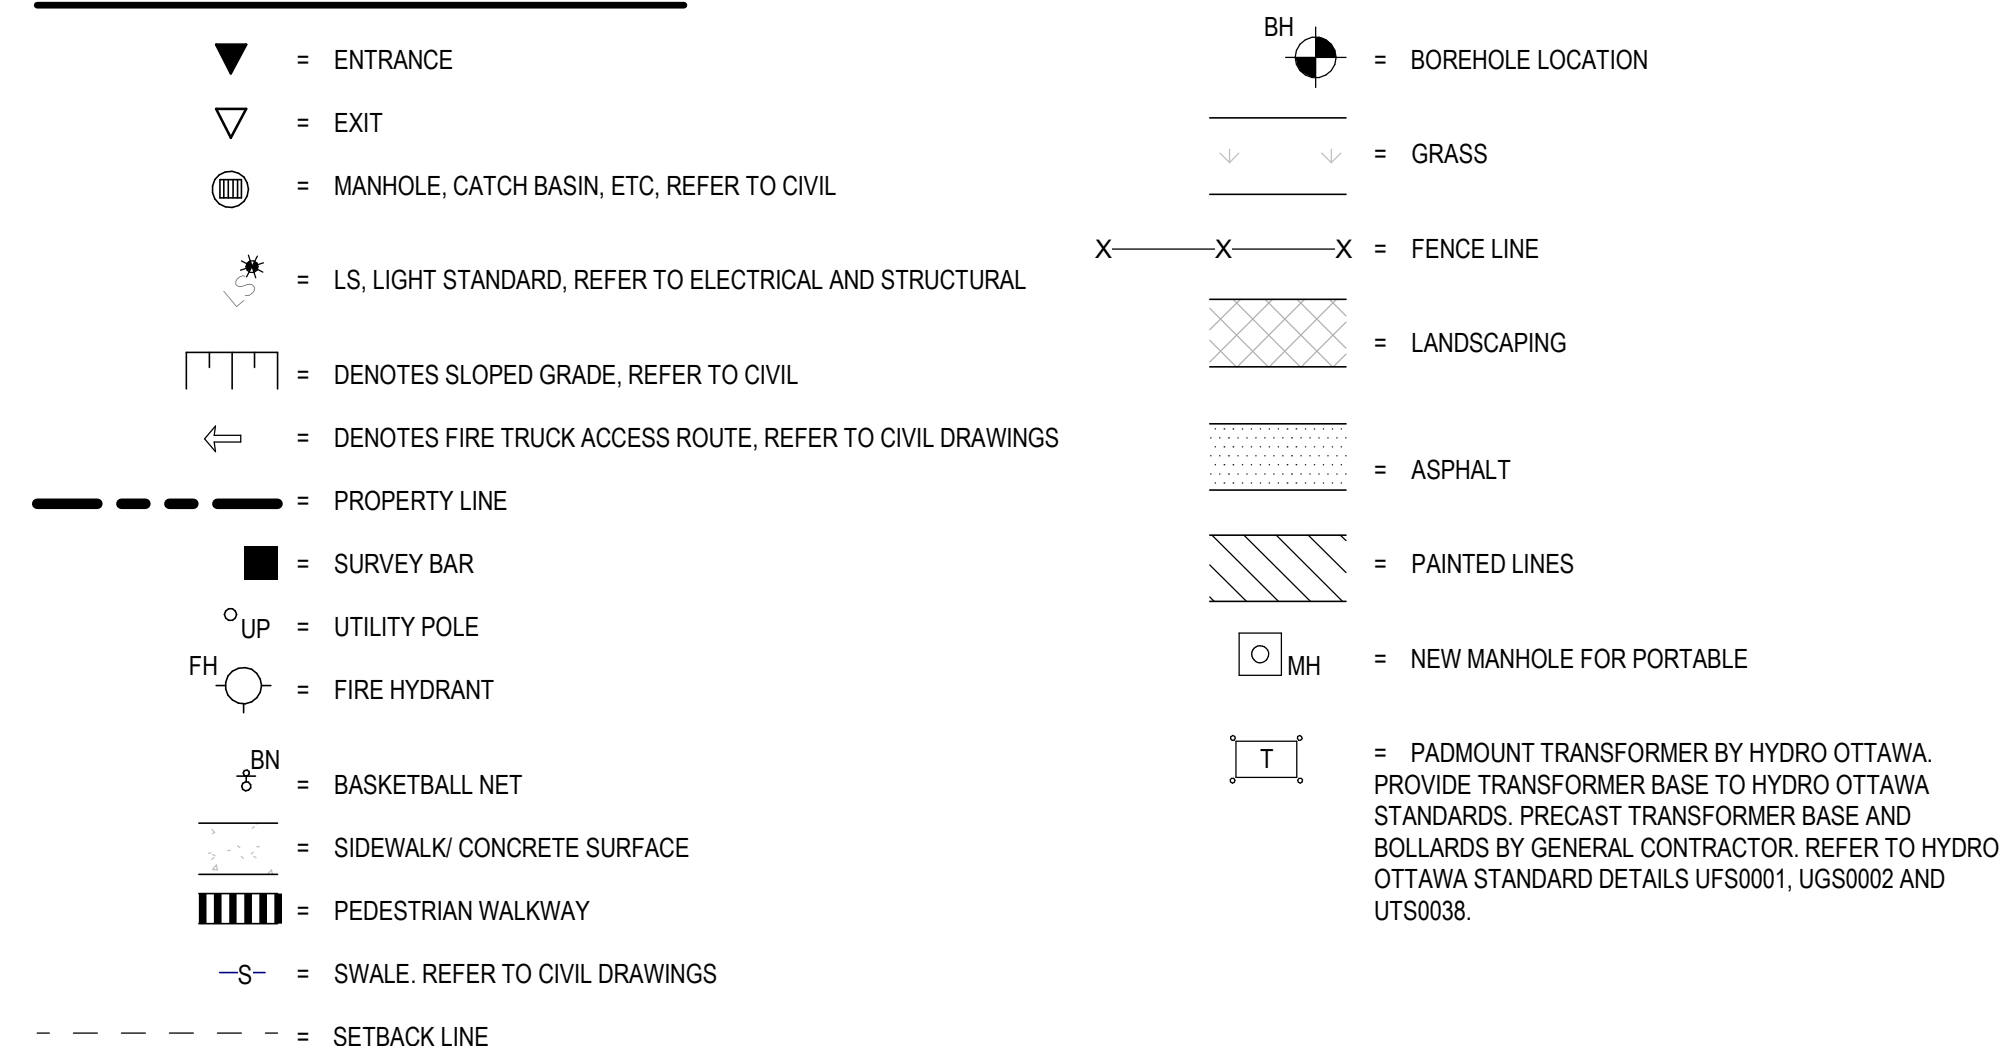 = ENTRANCE
= EXIT
= MANHOLE, CATCH BASIN, ETC, REFER TO CIVIL
LS = LS, LIGHT STANDARD, REFER TO ELECTRICAL AND STRUCTURAL
= DENOTES SLOPED GRADE, REFER TO CIVIL
= DENOTES FIRE TRUCK ACCESS ROUTE, REFER TO CIVIL DRAWINGS
= PROPERTY LINE
= SURVEY BAR
UP = UTILITY POLE
FH = FIRE HYDRANT
BN = BASKETBALL NET
= SIDEWALK/ CONCRETE SURFACE
= PEDESTRIAN WALKWAY
S = SWALE. REFER TO CIVIL DRAWINGS
= SETBACK LINE
BH = BOREHOLE LOCATION
= GRASS
X X X = FENCE LINE
= LANDSCAPING
= ASPHALT
= PAINTED LINES
MH = NEW MANHOLE FOR PORTABLE
T = PADMOUNT TRANSFORMER BY HYDRO OTTAWA.
PROVIDE TRANSFORMER BASE TO HYDRO OTTAWA
STANDARDS. PRECAST TRANSFORMER BASE AND
BOLLARDS BY GENERAL CONTRACTOR. REFER TO HYDRO
OTTAWA STANDARD DETAILS UFS0001, UGS0002 AND
UTS0038.